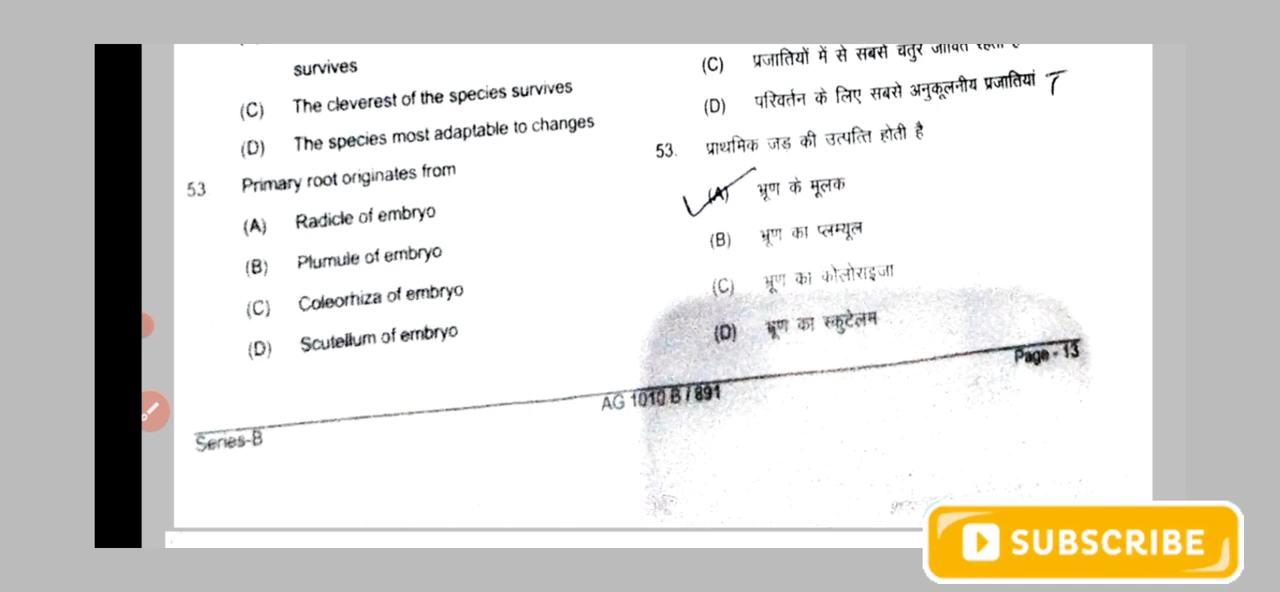 survives
(C) The cleverest of the species survives
(D) The species most adaptable to changes
53 Primary root originates from
(A) Radicle of embryo
(B) Plumule of embryo
(C) Coleorhiza of embryo
(D) Scutellum of embryo
(C) प्रजातियों में से सबसे चतुर जीवित रहता है
(D) परिवर्तन के लिए सबसे अनुकूलनीय प्रजातियां
53. प्राथमिक जड़ की उत्पत्ति होती है
(A) भ्रूण के मूलक
(B) भ्रूण का प्लम्यूल
(C) भ्रूण का कोलोराइजा
(D) भ्रूण का स्कुटेलम
Series-B AG 1010 B / 891 Page - 13
SUBSCRIBE